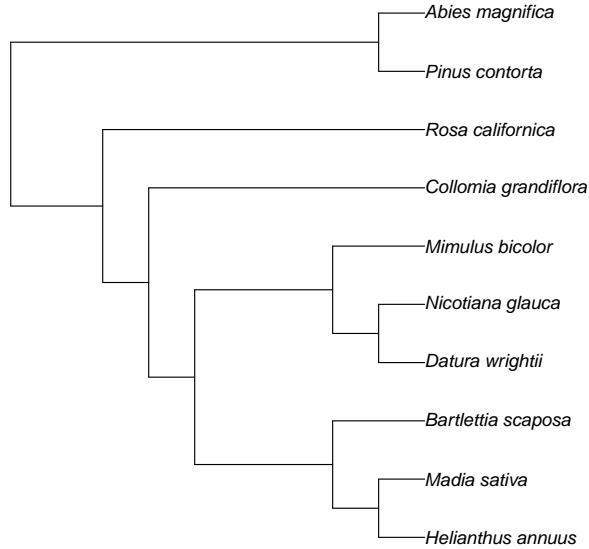 Abies magnifica
Pinus contorta
Rosa californica
Collomia grandiflora
Mimulus bicolor
Nicotiana glauca
Datura wrightii
Bartlettia scaposa
Madia sativa
Helianthus annuus